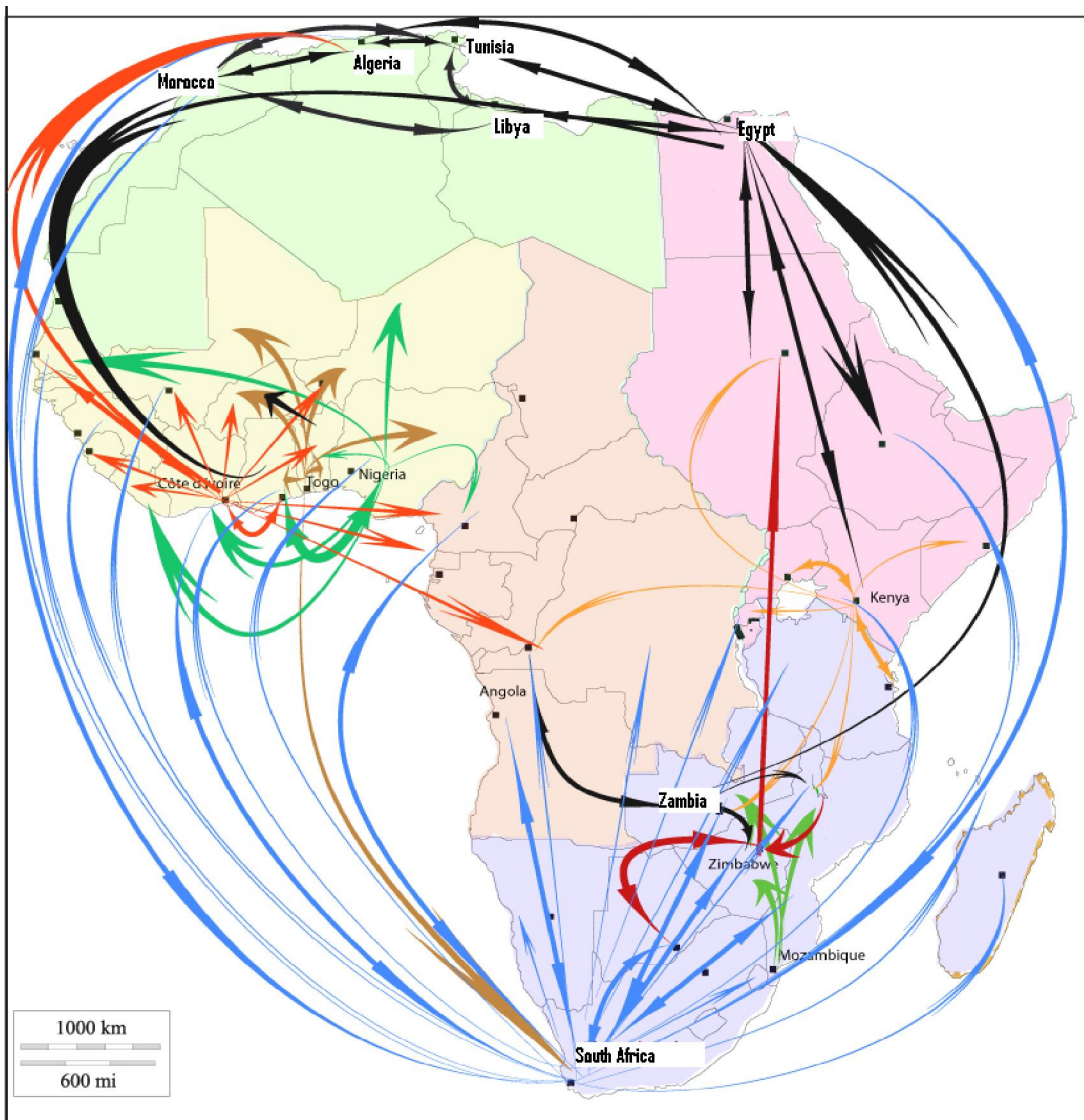 Tunisia
Algeria
Morocco
Libya
Egypt
Côte d'Ivoire
Togo
Nigeria
Kenya
Angola
Zambia
Zimbabwe
Mozambique
South Africa
1000 km
600 mi